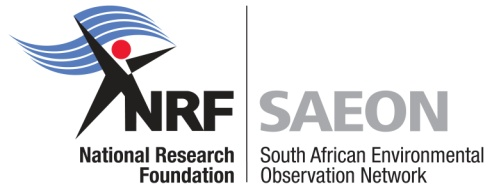 NRF
National Research
Foundation
SAEON
South African Environmental
Observation Network